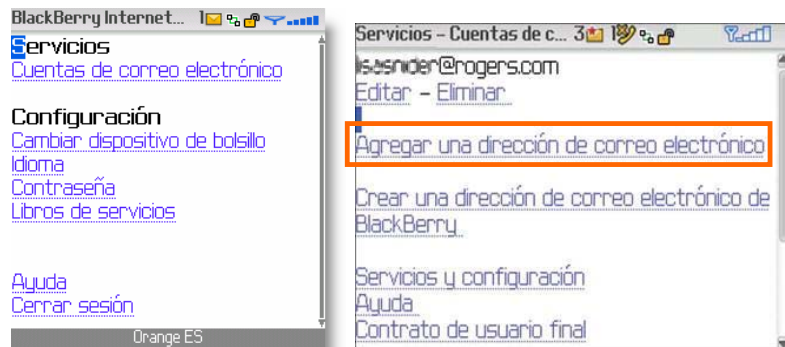 BlackBerry Internet... 1
Servicios
Cuentas de correo electrónico
Configuración
Cambiar dispositivo de bolsillo
Idioma
Contraseña
Libros de servicios
Ayuda
Cerrar sesión
Orange ES
Servicios - Cuentas de c... 3 19
@rogers.com
Editar - Eliminar
Agregar una dirección de correo electrónico
Crear una dirección de correo electrónico de
BlackBerry
Servicios y configuración
Ayuda
Contrato de usuario final